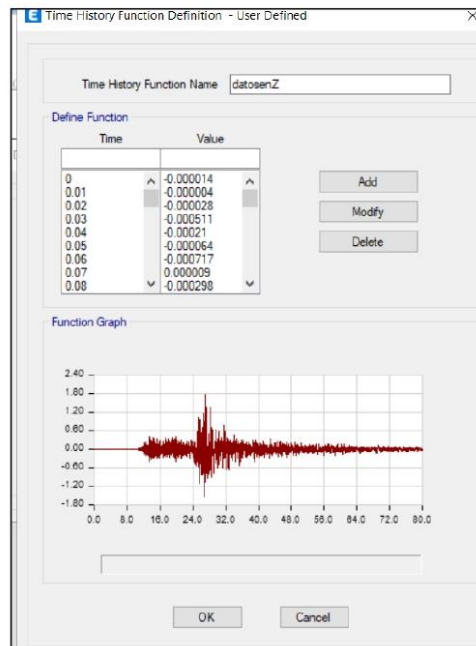 E Time History Function Definition - User Defined
Time History Function Name datosenZ
Define Function
Time Value
0 -0.000014
0.01 -0.000004
0.02 -0.000028
0.03 -0.000511
0.04 -0.00021
0.05 -0.000064
0.06 -0.000717
0.07 0.000009
0.08 -0.000298
Add
Modify
Delete
Function Graph
2.40
1.80
1.20
0.60
0.00
-0.60
-1.20
-1.80
0.0 8.0 16.0 24.0 32.0 40.0 48.0 56.0 64.0 72.0 80.0
OK Cancel